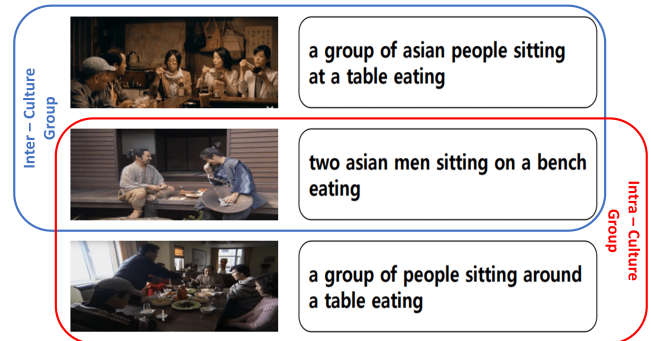 Inter – Culture
Group
a group of asian people sitting
at a table eating
two asian men sitting on a bench
eating
Intra – Culture
Group
a group of people sitting around
a table eating